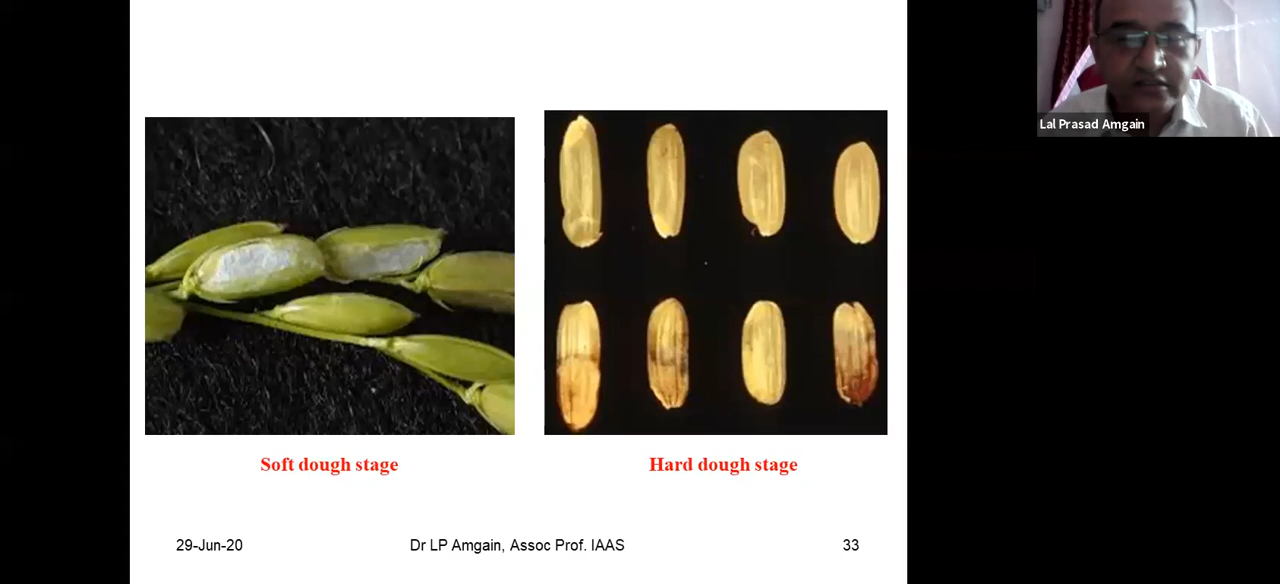 Lal Prasad Amgain
Soft dough stage
Hard dough stage
29-Jun-20
Dr LP Amgain, Assoc Prof. IAAS
33